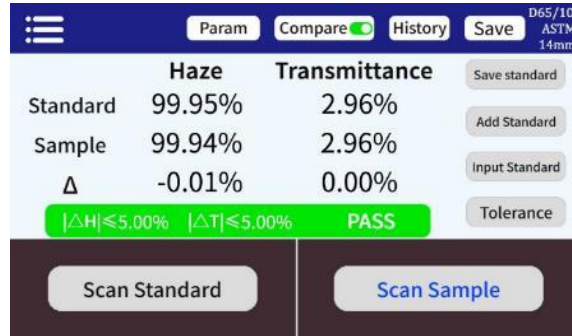 Param Compare History Save D65/10
ASTM
14mm
Haze Transmittance Save standard
Standard 99.95% 2.96%
Add Standard
Sample 99.94% 2.96%
Input Standard
Δ -0.01% 0.00%
|△H|≤5.00% |△T|≤5.00% PASS Tolerance
Scan Standard Scan Sample